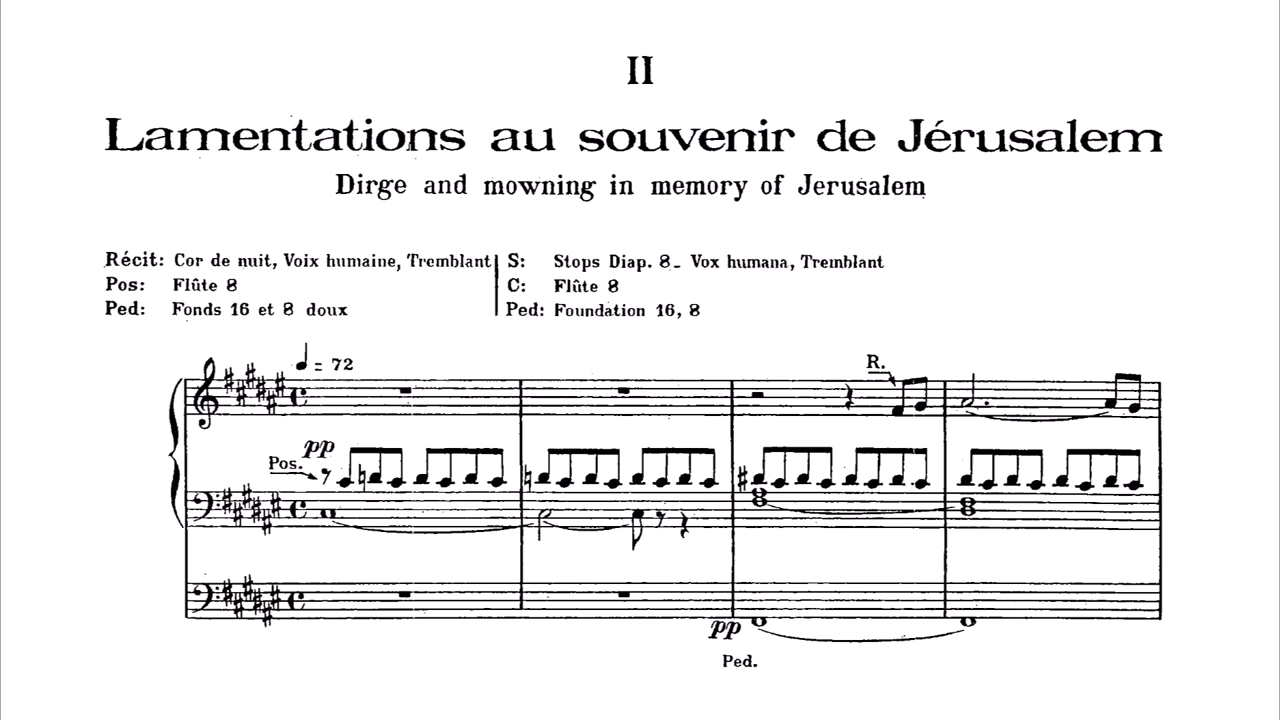 II
Lamentations au souvenir de Jérusalem
Dirge and mowning in memory of Jerusalem
Récit: Cor de nuit, Voix humaine, Tremblant
Pos: Flûte 8
Ped: Fonds 16 et 8 doux
S: Stops Diap. 8_ Vox humana, Tremblant
C: Flûte 8
Ped: Foundation 16, 8
= 72
R.
pp
Pos.
pp
Ped.